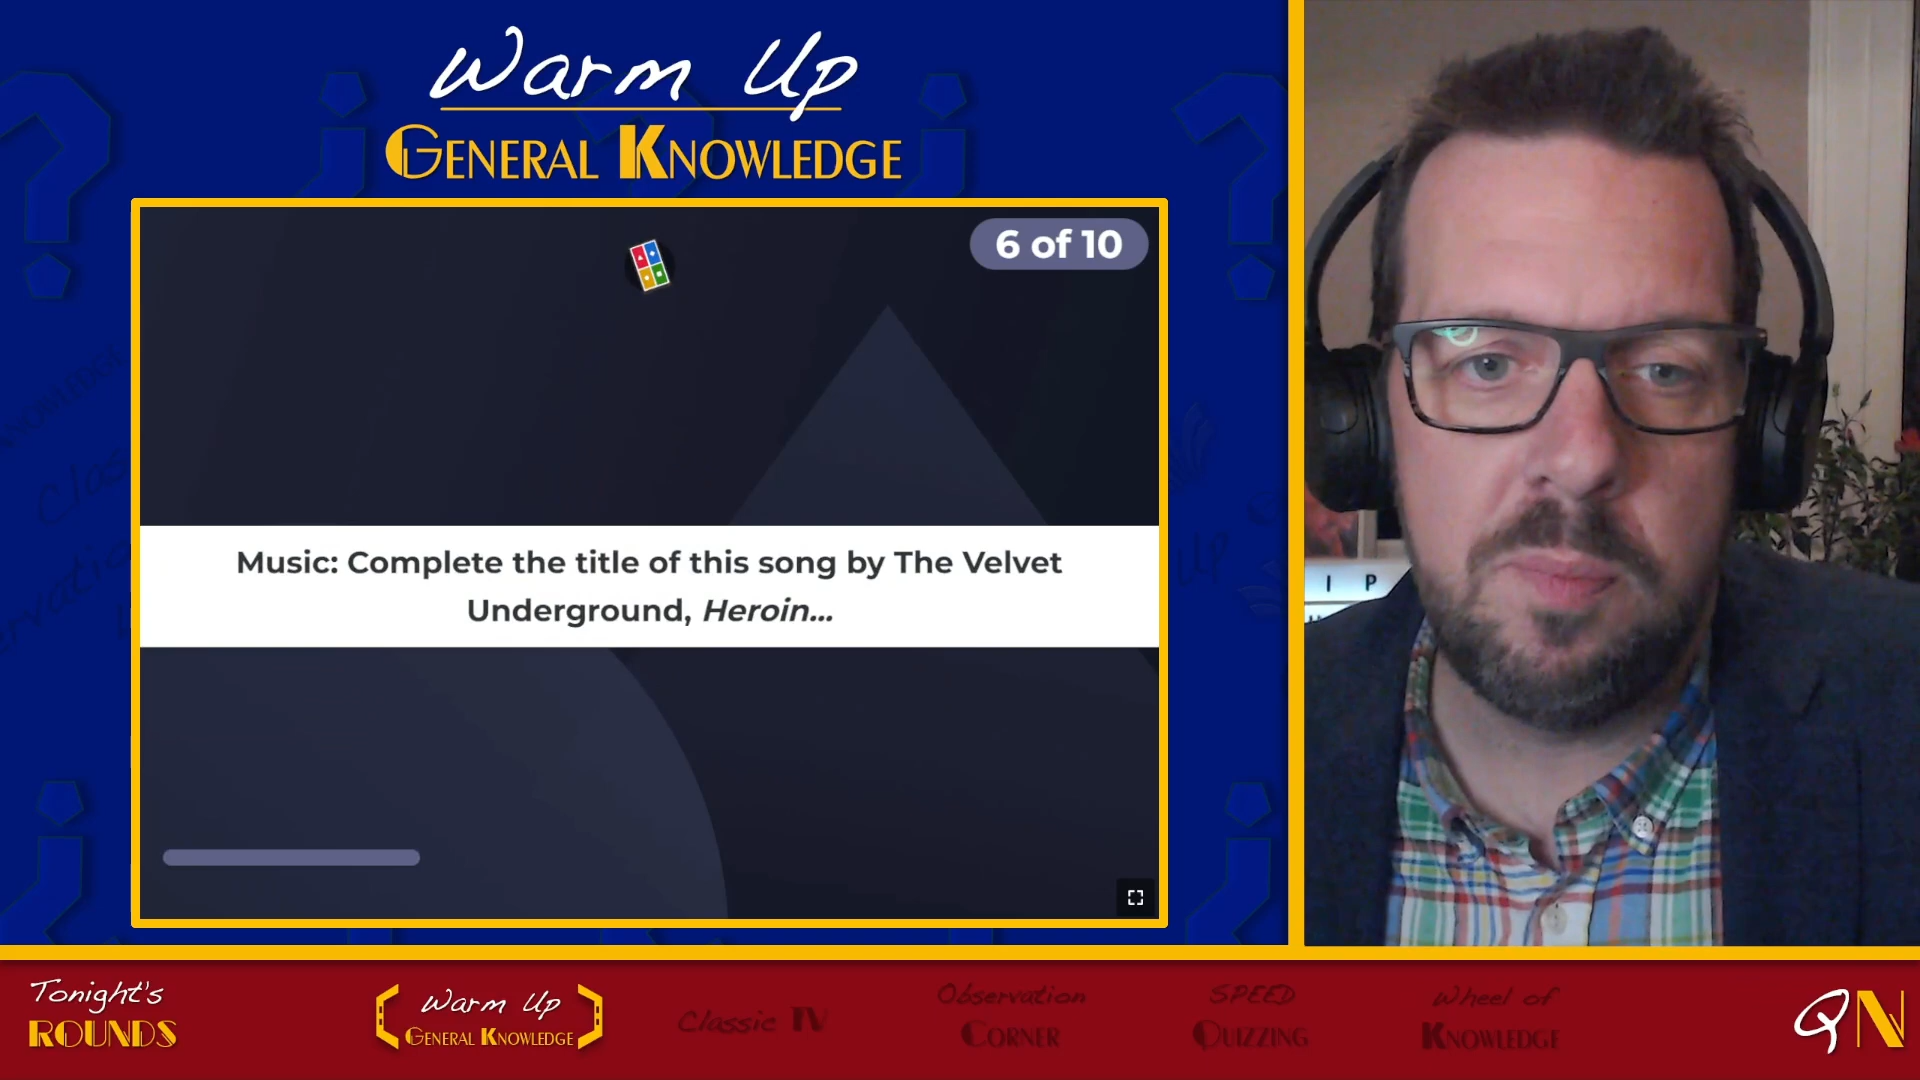 Warm Up
GENERAL KNOWLEDGE
6 of 10
Music: Complete the title of this song by The Velvet
Underground, Heroin...
I P
Tonight's
ROUNDS
Warm Up
GENERAL KNOWLEDGE
Classic TV
Observation
CORNER
SPEED
QUIZZING
Wheel of
KNOWLEDGE
QN